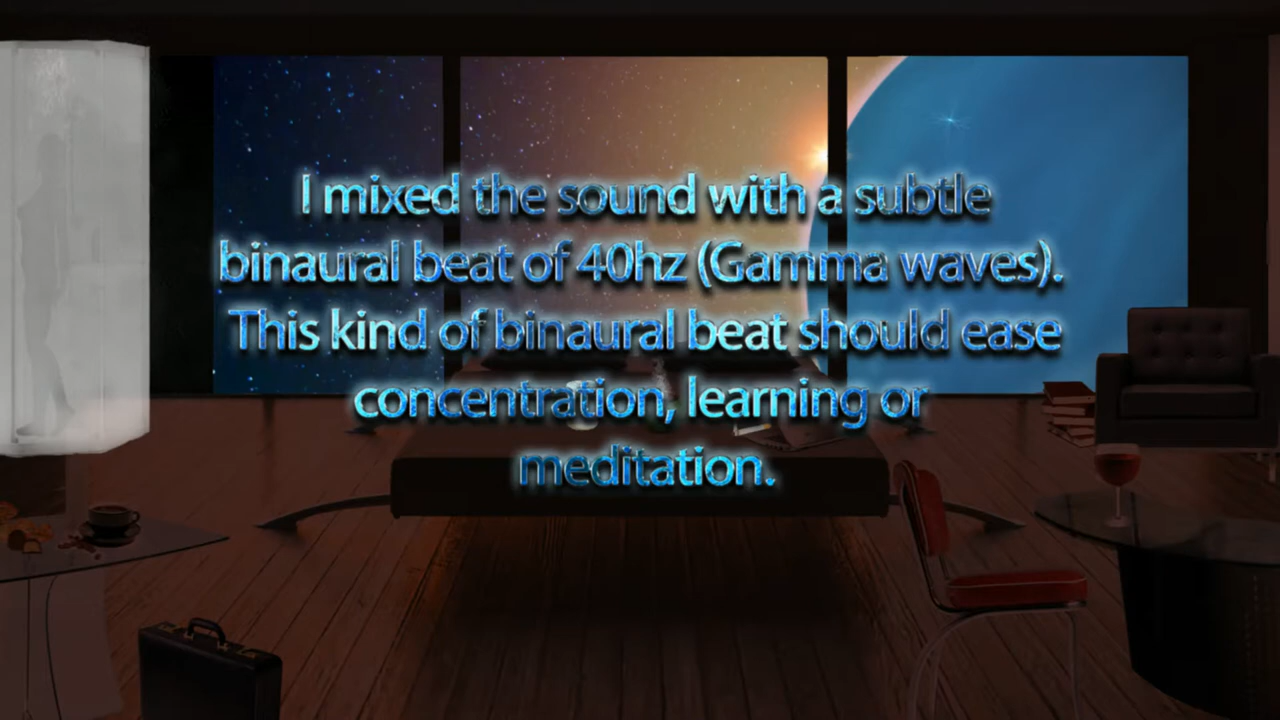 I mixed the sound with a subtle
binaural beat of 40hz (Gamma waves).
This kind of binaural beat should ease
concentration, learning or
meditation.